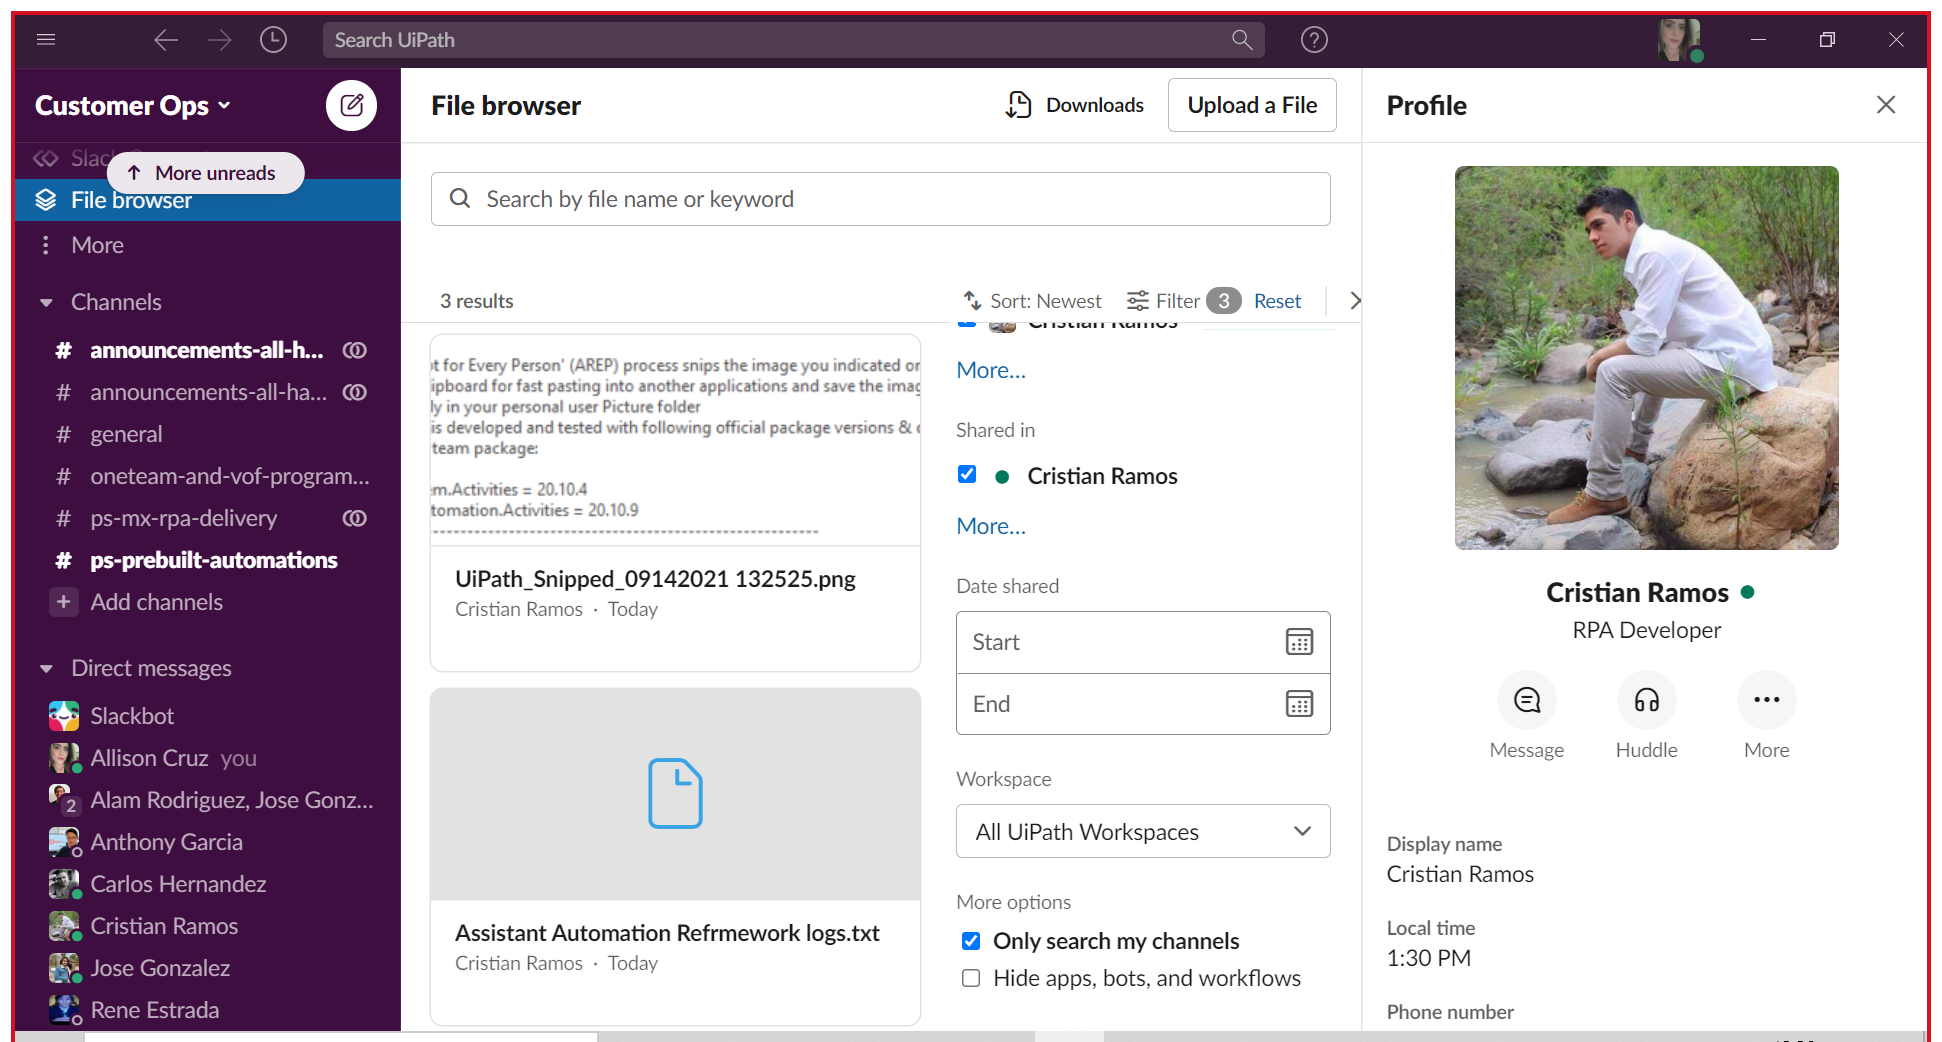 Search UiPath
Customer Ops
Slac
More unreads
File browser
More
Channels
# announcements-all-h...
# announcements-all-ha...
# general
# oneteam-and-vof-program...
# ps-mx-rpa-delivery
# ps-prebuilt-automations
+ Add channels
Direct messages
Slackbot
Allison Cruz you
2 Alam Rodriguez, Jose Gonz...
Anthony Garcia
Carlos Hernandez
Cristian Ramos
Jose Gonzalez
Rene Estrada
File browser
Downloads
Upload a File
Search by file name or keyword
3 results
Sort: Newest
Filter 3
Reset
t for Every Person' (AREP) process snips the image you indicated or
ipboard for fast pasting into another applications and save the imag
ly in your personal user Picture folder
is developed and tested with following official package versions &
team package:
m.Activities = 20.10.4
tomation.Activities = 20.10.9
UiPath_Snipped_09142021 132525.png
Cristian Ramos · Today
Assistant Automation Refrmework logs.txt
Cristian Ramos · Today
Cristian Ramos
More...
Shared in
Cristian Ramos
More...
Date shared
Start
End
Workspace
All UiPath Workspaces
More options
Only search my channels
Hide apps, bots, and workflows
Profile
Cristian Ramos
RPA Developer
Message
Huddle
More
Display name
Cristian Ramos
Local time
1:30 PM
Phone number